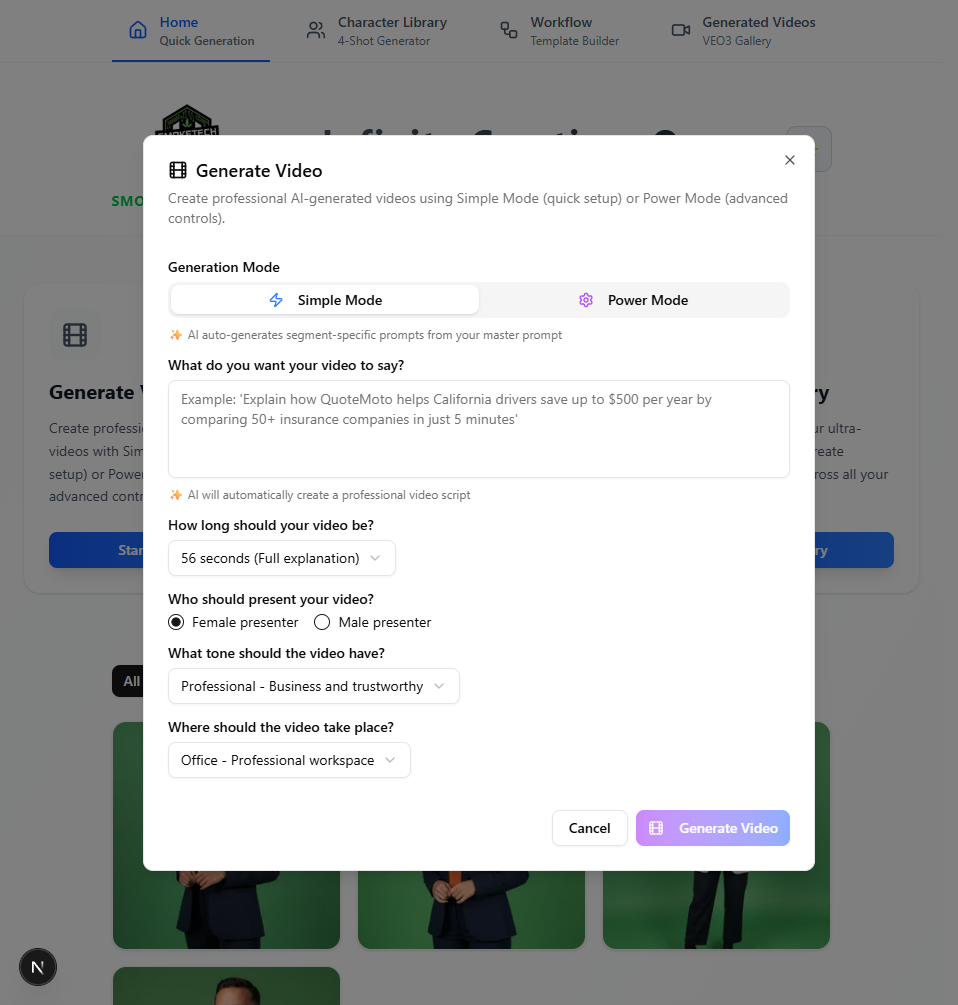 Home
Quick Generation
Character Library
4-Shot Generator
Workflow
Template Builder
Generated Videos
VEO3 Gallery
SMOKETECH
SMO
Generate Video
Create professional AI-generated videos using Simple Mode (quick setup) or Power Mode (advanced
controls).
Generation Mode
Simple Mode
Power Mode
✨ AI auto-generates segment-specific prompts from your master prompt
What do you want your video to say?
Example: 'Explain how QuoteMoto helps California drivers save up to $500 per year by
comparing 50+ insurance companies in just 5 minutes'
✨ AI will automatically create a professional video script
How long should your video be?
56 seconds (Full explanation)
Who should present your video?
Female presenter
Male presenter
What tone should the video have?
Professional - Business and trustworthy
Where should the video take place?
Office - Professional workspace
Cancel
Generate Video
Generate
Create professi
videos with Sim
setup) or Powe
advanced contr
Star
ry
ur ultra-
reate
ross all your
ry
All
N